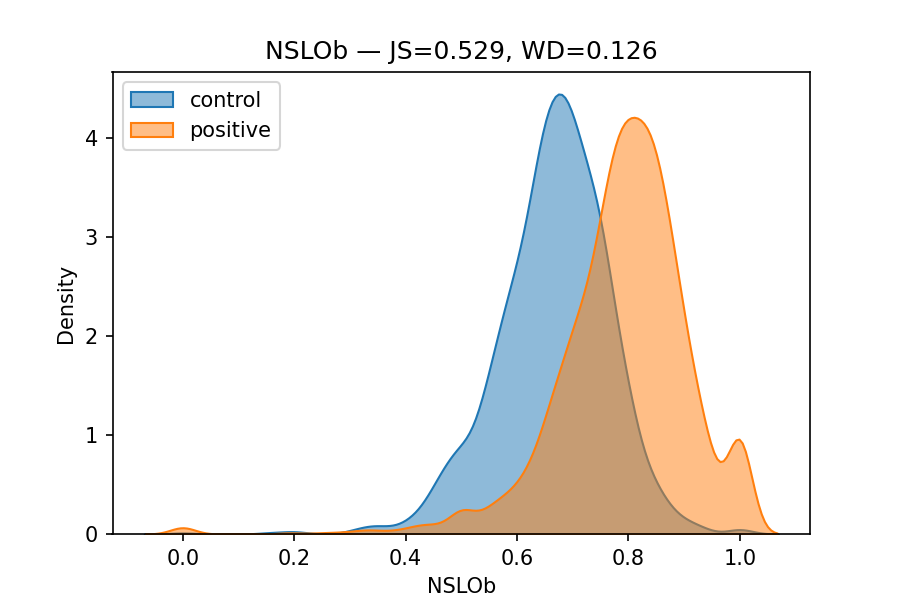 NSLOb — JS=0.529, WD=0.126
control
positive
Density
4
3
2
1
0
0.0 0.2 0.4 0.6 0.8 1.0
NSLOb